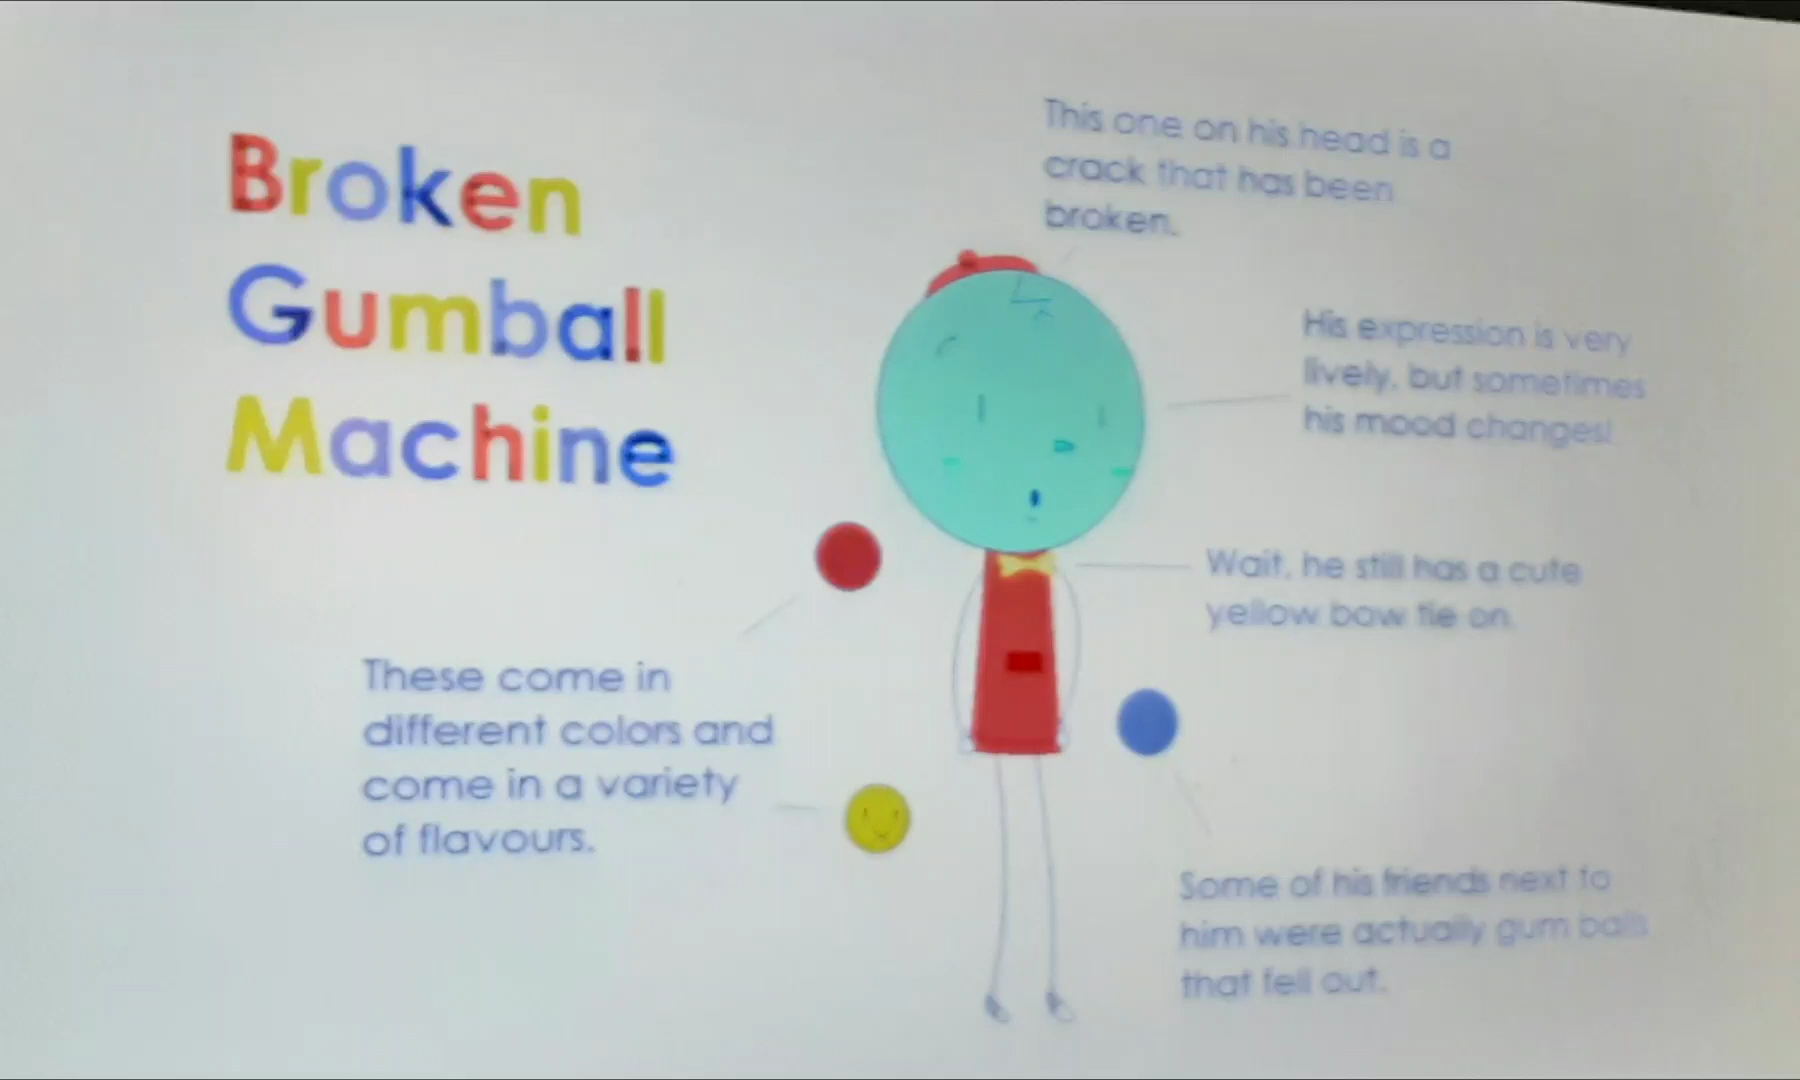 Broken
Gumball
Machine
This one on his head is a
crack that has been
broken.
His expression is very
lively, but sometimes
his mood changes!
Wait, he still has a cute
yellow bow tie on.
These come in
different colors and
come in a variety
of flavours.
Some of his friends next to
him were actually gum balls
that fell out.